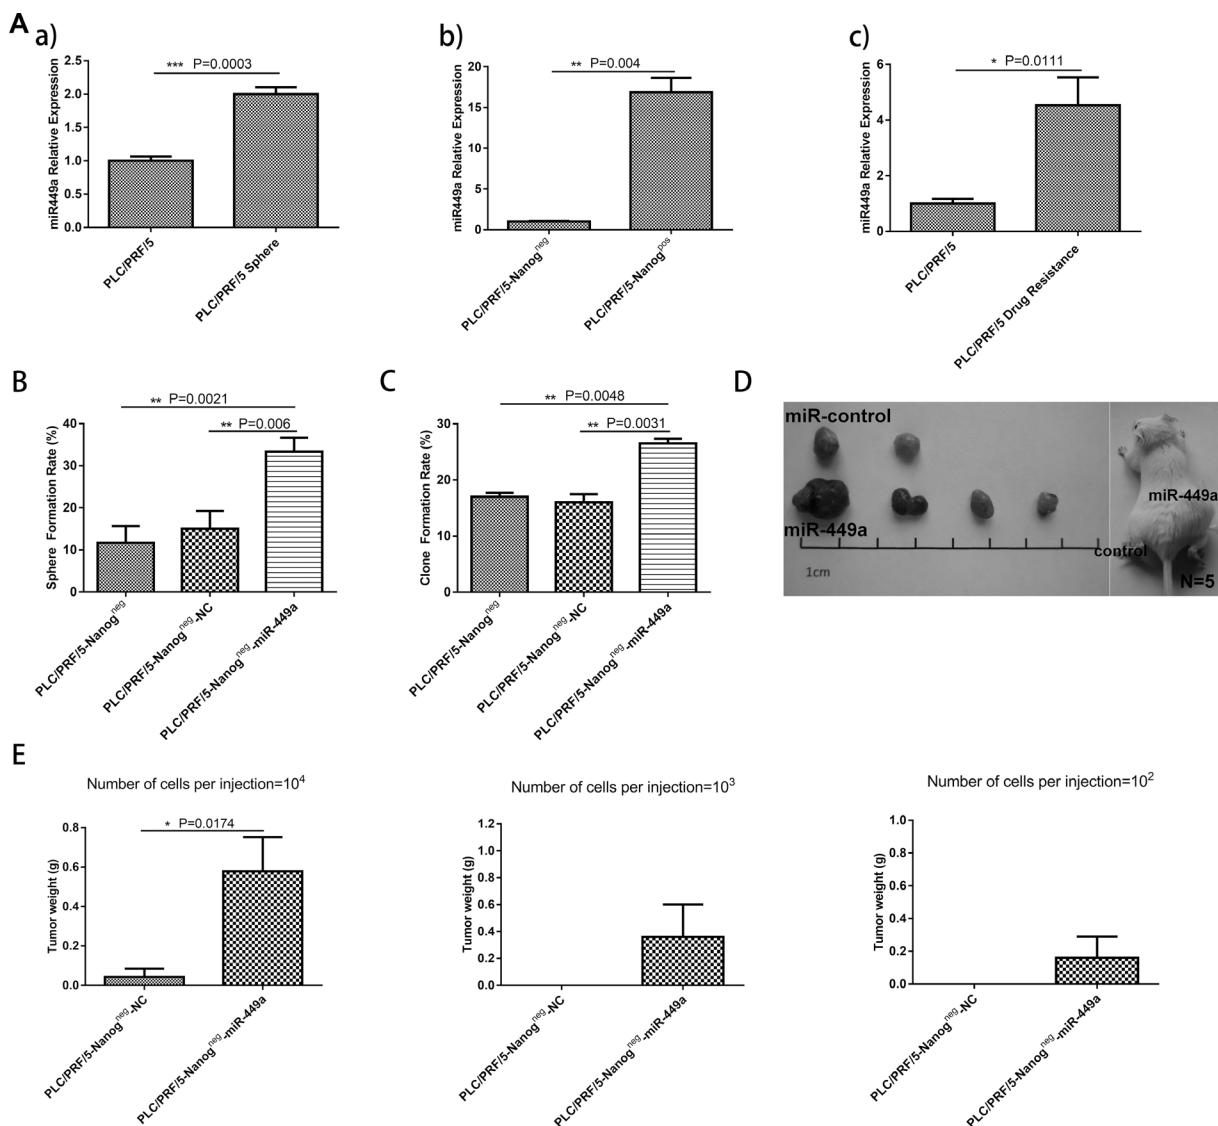 A
a)
miR449a Relative Expression
2.5
2.0
1.5
1.0
0.5
0.0
*** P=0.0003
PLC/PRF/5
PLC/PRF/5 Sphere
b)
miR449a Relative Expression
20
15
10
5
0
** P=0.004
PLC/PRF/5-Nanog^neg
PLC/PRF/5-Nanog^pos
c)
miR449a Relative Expression
6
4
2
0
* P=0.0111
PLC/PRF/5
PLC/PRF/5 Drug Resistance
B
Sphere Formation Rate (%)
40
30
20
10
0
** P=0.0021
** P=0.006
PLC/PRF/5-Nanog^neg
PLC/PRF/5-Nanog^neg-NC
PLC/PRF/5-Nanog^neg-miR-449a
C
Clone Formation Rate (%)
30
20
10
0
** P=0.0048
** P=0.0031
PLC/PRF/5-Nanog^neg
PLC/PRF/5-Nanog^neg-NC
PLC/PRF/5-Nanog^neg-miR-449a
D
miR-control
miR-449a
1cm
miR-449a
control
N=5
E
Number of cells per injection=10^4
Tumor weight (g)
0.8
0.6
0.4
0.2
0.0
* P=0.0174
PLC/PRF/5-Nanog^neg-NC
PLC/PRF/5-Nanog^neg-miR-449a
Number of cells per injection=10^3
Tumor weight (g)
1.2
1.0
0.8
0.6
0.4
0.2
0.0
PLC/PRF/5-Nanog^neg-NC
PLC/PRF/5-Nanog^neg-miR-449a
Number of cells per injection=10^2
Tumor weight (g)
1.0
0.8
0.6
0.4
0.2
0.0
PLC/PRF/5-Nanog^neg-NC
PLC/PRF/5-Nanog^neg-miR-449a